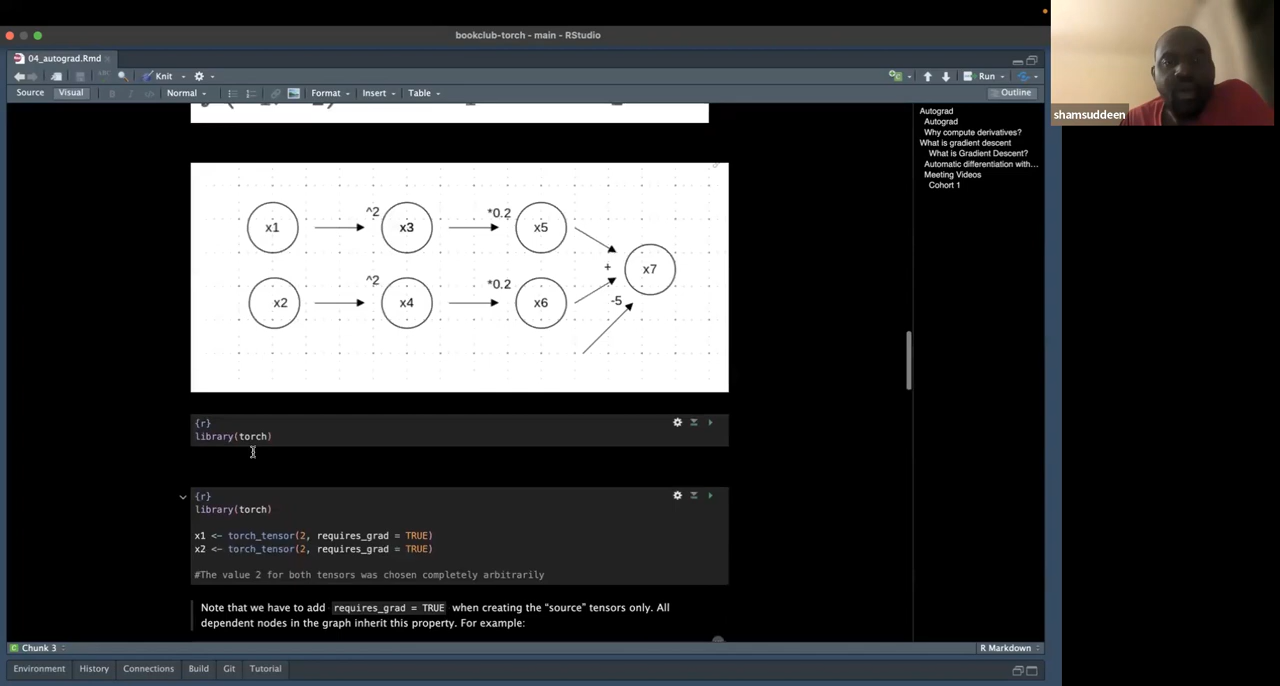 bookclub-torch - main - RStudio
04_autograd.Rmd
Knit
Run
Source Visual Normal Format Insert Table Outline
shamsuddeen
Autograd
Autograd
Why compute derivatives?
What is gradient descent
What is Gradient Descent?
Automatic differentiation with...
Meeting Videos
Cohort 1
x1 ^2 x3 *0.2 x5
+ x7
x2 ^2 x4 *0.2 x6
-5
{r}
library(torch)
{r}
library(torch)
x1 <- torch_tensor(2, requires_grad = TRUE)
x2 <- torch_tensor(2, requires_grad = TRUE)
#The value 2 for both tensors was chosen completely arbitrarily
Note that we have to add requires_grad = TRUE when creating the "source" tensors only. All
dependent nodes in the graph inherit this property. For example:
Chunk 3
R Markdown
Environment History Connections Build Git Tutorial